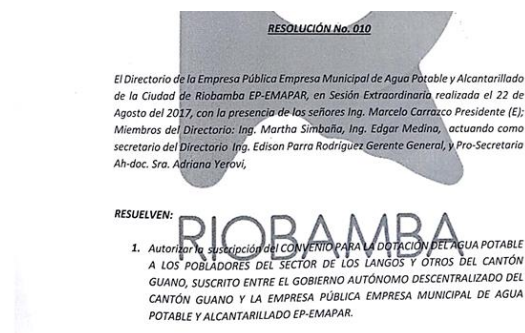 RESOLUCIÓN No. 010
El Directorio de la Empresa Pública Empresa Municipal de Agua Potable y Alcantarillado
de la Ciudad de Riobamba EP-EMAPAR, en Sesión Extraordinaria realizada el 22 de
Agosto del 2017, con la presencia de los señores Ing. Marcelo Carrazco Presidente (E);
Miembros del Directorio: Ing. Martha Simbaña, Ing. Edgar Medina, actuando como
secretario del Directorio Ing. Edison Parra Rodríguez Gerente General, y Pro-Secretaria
Ah-doc. Sra. Adriana Yerovi,
RESUELVEN:
RIOBAMBA
1. Autorizar la suscripción del CONVENIO PARA LA DOTACIÓN DEL AGUA POTABLE
A LOS POBLADORES DEL SECTOR DE LOS LANGOS Y OTROS DEL CANTÓN
GUANO, SUSCRITO ENTRE EL GOBIERNO AUTÓNOMO DESCENTRALIZADO DEL
CANTÓN GUANO Y LA EMPRESA PÚBLICA EMPRESA MUNICIPAL DE AGUA
POTABLE Y ALCANTARILLADO EP-EMAPAR.